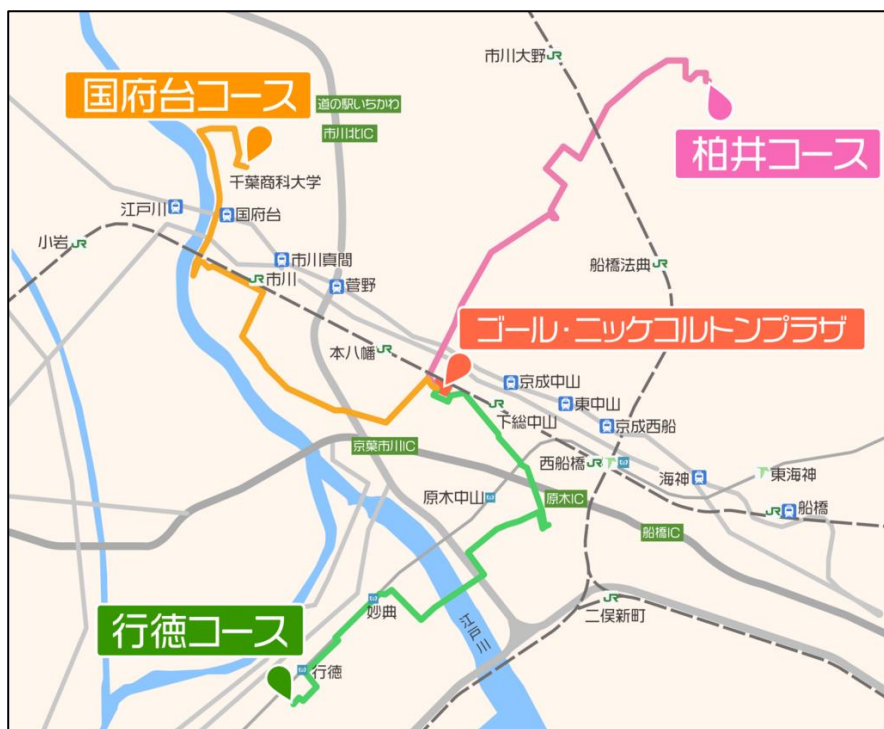 市川大野
国府台コース
道の駅いちかわ
市川北IC
柏井コース
千葉商科大学
江戸川
国府台
小岩
市川真間
船橋法典
市川
菅野
ゴール・ニッケコルトンプラザ
本八幡
京成中山
東中山
下総中山
京成西船
京葉市川IC
西船橋
海神
東海神
原木中山
原木IC
船橋
船橋IC
妙典
二俣新町
行徳コース
江戸川
行徳